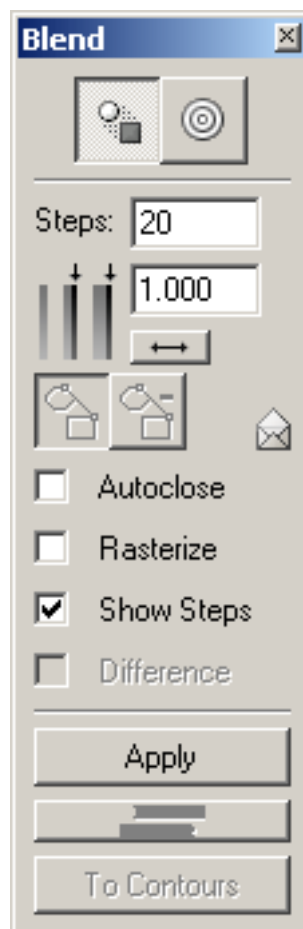 Blend
Steps: 20
1.000
Autoclose
Rasterize
Show Steps
Difference
Apply
To Contours